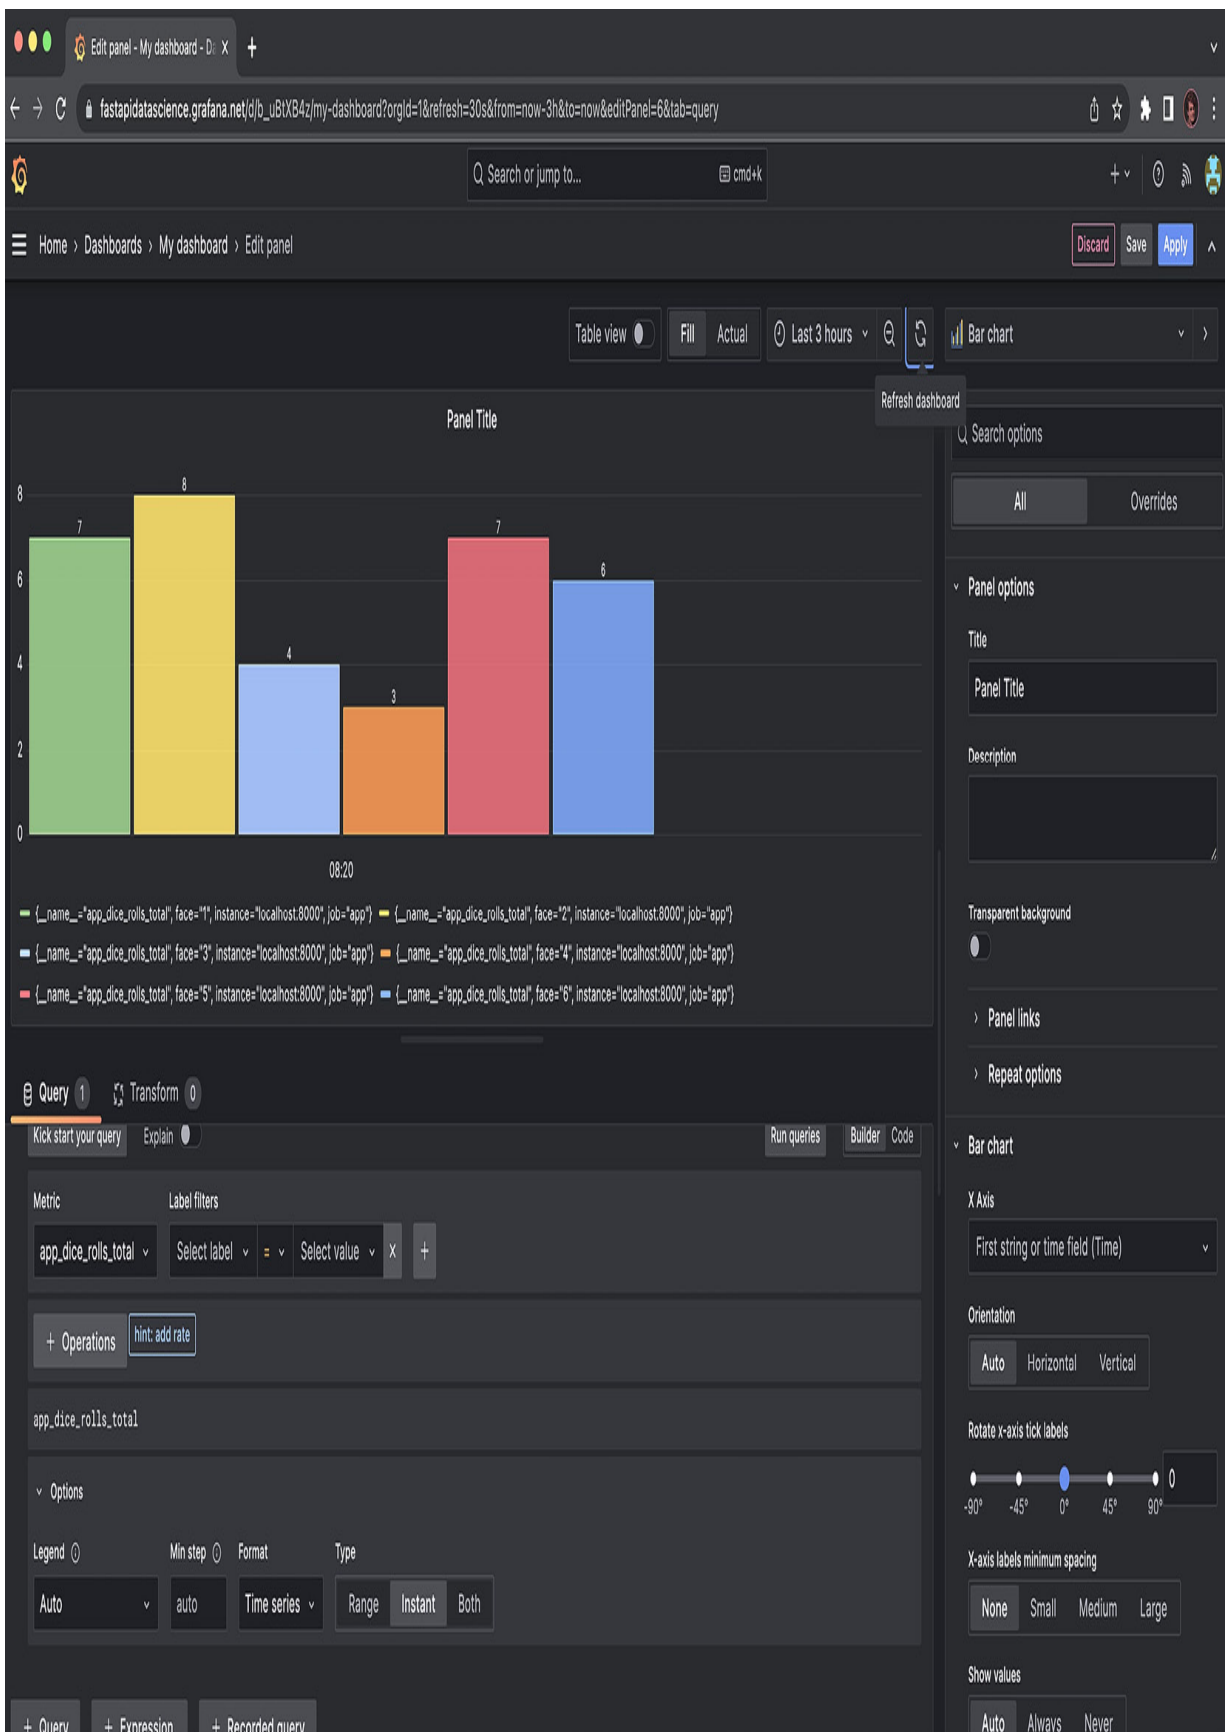 Edit panel - My dashboard - Da
fastapidatascience.grafana.net/d/b_uBtXB4z/my-dashboard?orgId=1&refresh=30s&from=now-3h&to=now&editPanel=6&tab=query
Search or jump to... cmd+k
Home › Dashboards › My dashboard › Edit panel Discard Save Apply
Table view Fill Actual Last 3 hours Bar chart
Refresh dashboard
Panel Title
Search options
All Overrides
8
6
4
2
0
7
8
4
3
7
6
08:20
{__name__="app_dice_rolls_total", face="1", instance="localhost:8000", job="app"} {__name__="app_dice_rolls_total", face="2", instance="localhost:8000", job="app"}
{__name__="app_dice_rolls_total", face="3", instance="localhost:8000", job="app"} {__name__="app_dice_rolls_total", face="4", instance="localhost:8000", job="app"}
{__name__="app_dice_rolls_total", face="5", instance="localhost:8000", job="app"} {__name__="app_dice_rolls_total", face="6", instance="localhost:8000", job="app"}
Query 1 Transform 0
Kick start your query Explain Run queries Builder Code
Metric Label filters
app_dice_rolls_total Select label = Select value X +
+ Operations hint: add rate
app_dice_rolls_total
Options
Legend Min step Format Type
Auto auto Time series Range Instant Both
+ Query + Expression + Recorded query
Panel options
Title
Panel Title
Description
Transparent background
Panel links
Repeat options
Bar chart
X Axis
First string or time field (Time)
Orientation
Auto Horizontal Vertical
Rotate x-axis tick labels
0
-90° -45° 0° 45° 90°
X-axis labels minimum spacing
None Small Medium Large
Show values
Auto Always Never